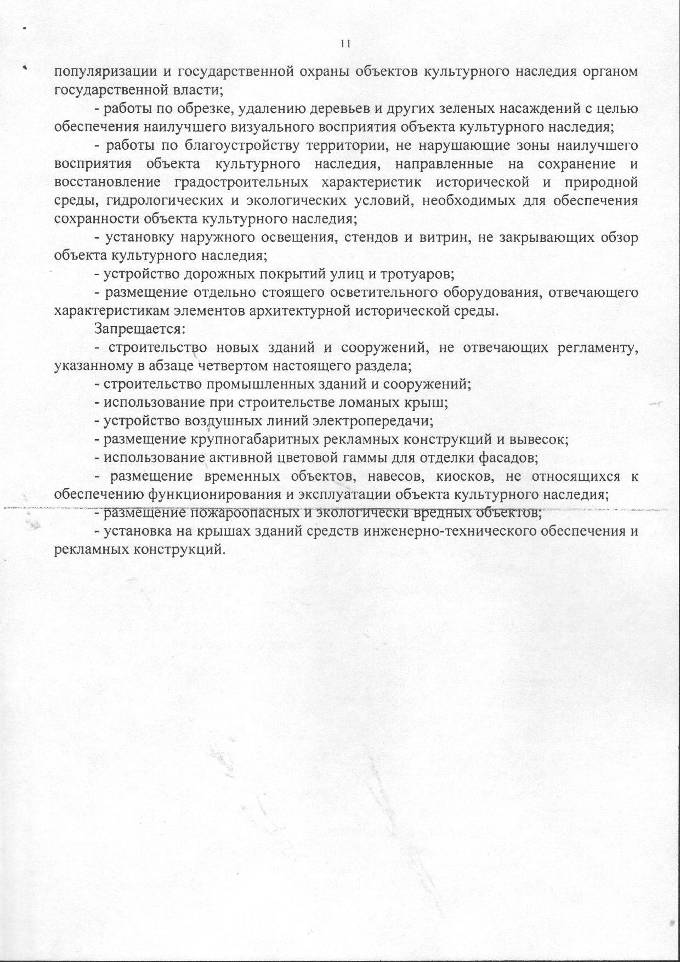 11
популяризации и государственной охраны объектов культурного наследия органом
государственной власти;
- работы по обрезке, удалению деревьев и других зеленых насаждений с целью
обеспечения наилучшего визуального восприятия объекта культурного наследия;
- работы по благоустройству территории, не нарушающие зоны наилучшего
восприятия объекта культурного наследия, направленные на сохранение и
восстановление градостроительных характеристик исторической и природной
среды, гидрологических и экологических условий, необходимых для обеспечения
сохранности объекта культурного наследия;
- установку наружного освещения, стендов и витрин, не закрывающих обзор
объекта культурного наследия;
- устройство дорожных покрытий улиц и тротуаров;
- размещение отдельно стоящего осветительного оборудования, отвечающего
характеристикам элементов архитектурной исторической среды.
Запрещается:
- строительство новых зданий и сооружений, не отвечающих регламенту,
указанному в абзаце четвертом настоящего раздела;
- строительство промышленных зданий и сооружений;
- использование при строительстве ломаных крыш;
- устройство воздушных линий электропередачи;
- размещение крупногабаритных рекламных конструкций и вывесок;
- использование активной цветовой гаммы для отделки фасадов;
- размещение временных объектов, навесов, киосков, не относящихся к
обеспечению функционирования и эксплуатации объекта культурного наследия;
- размещение пожароопасных и экологически вредных объектов;
- установка на крышах зданий средств инженерно-технического обеспечения и
рекламных конструкций.